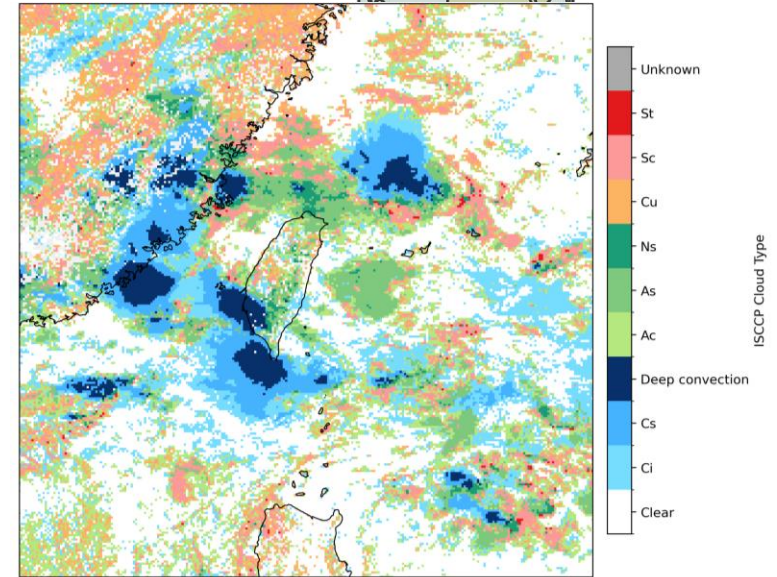 Unknown
St
Sc
Cu
Ns
As
Ac
Deep convection
Cs
Ci
Clear
ISCCP Cloud Type